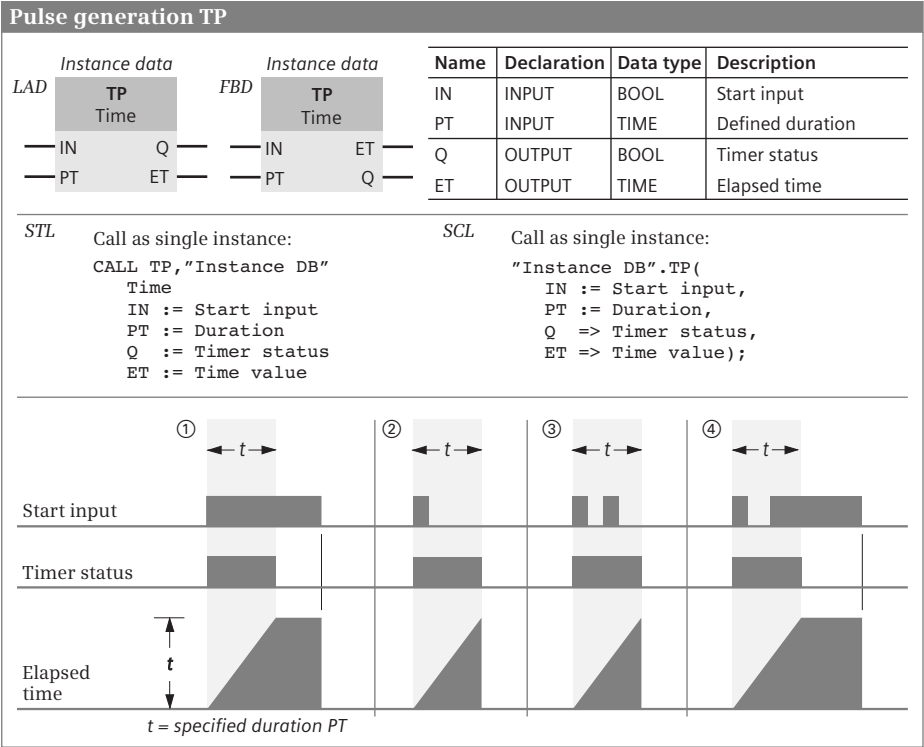 Pulse generation TP
Instance data
LAD
TP
Time
IN Q
PT ET
Instance data
FBD
TP
Time
IN ET
PT Q
Name Declaration Data type Description
IN INPUT BOOL Start input
PT INPUT TIME Defined duration
Q OUTPUT BOOL Timer status
ET OUTPUT TIME Elapsed time
STL
Call as single instance:
CALL TP,"Instance DB"
Time
IN := Start input
PT := Duration
Q := Timer status
ET := Time value
SCL
Call as single instance:
"Instance DB".TP(
IN := Start input,
PT := Duration,
Q => Timer status,
ET => Time value);
① ② ③ ④
t t t t
Start input
Timer status
t
Elapsed
time
t = specified duration PT